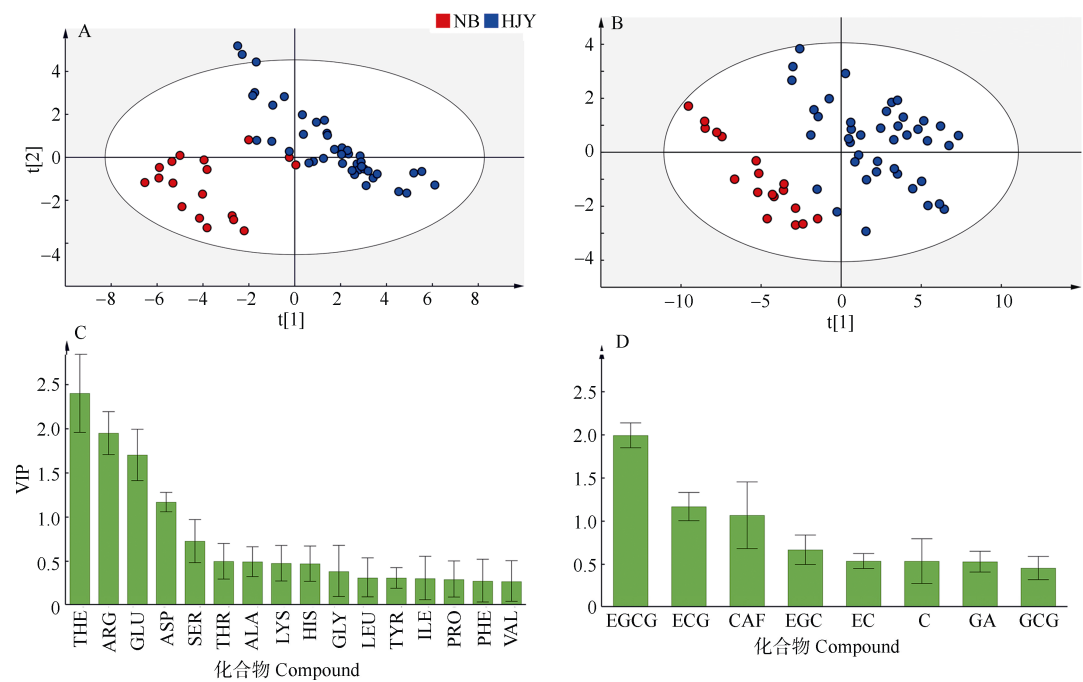 A
NB HJY
t[2]
4
2
0
−2
−4
−8 −6 −4 −2 0 2 4 6 8
t[1]
B
4
2
0
−2
−4
−10 −5 0 5 10
t[1]
C
VIP
2.5
2.0
1.5
1.0
0.5
0
THE ARG GLU ASP SER THR ALA LYS HIS GLY LEU TYR ILE PRO PHE VAL
化合物 Compound
D
2.5
2.0
1.5
1.0
0.5
0
EGCG ECG CAF EGC EC C GA GCG
化合物 Compound